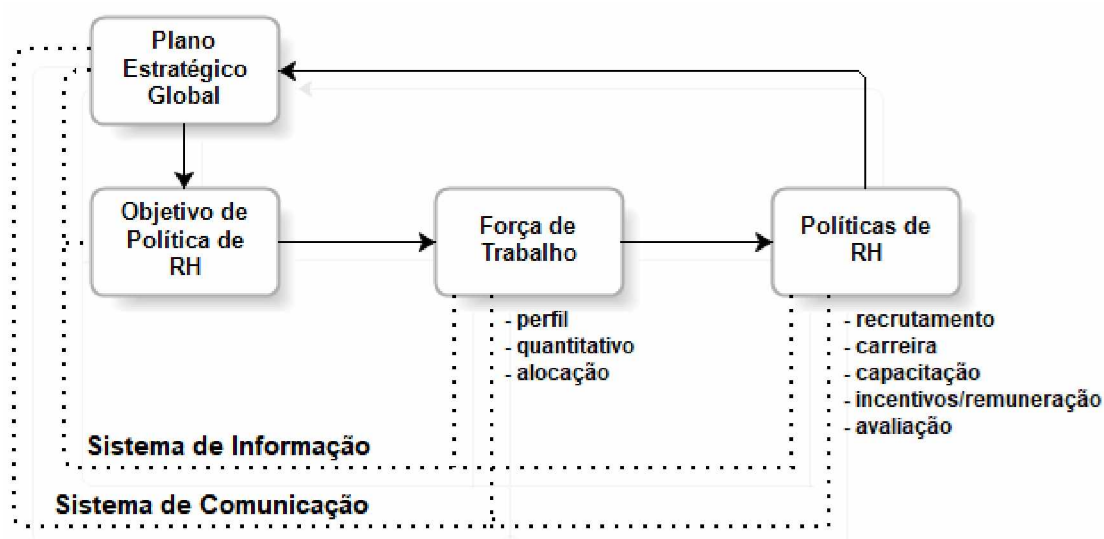 Plano
Estratégico
Global
Objetivo de
Política de
RH
Força de
Trabalho
Políticas de
RH
- perfil
- quantitativo
- alocação
- recrutamento
- carreira
- capacitação
- incentivos/remuneração
- avaliação
Sistema de Informação
Sistema de Comunicação